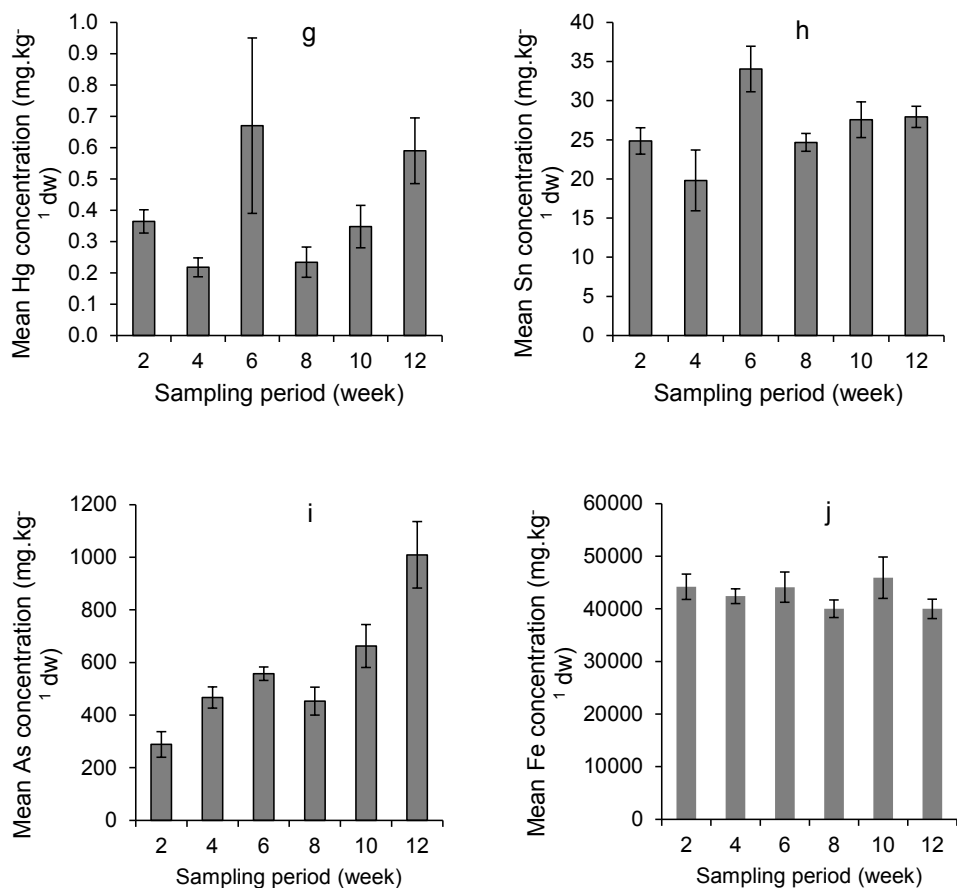 g
1.0
0.9
0.8
0.7
0.6
0.5
0.4
0.3
0.2
0.1
0.0
Mean Hg concentration (mg.kg-
1 dw)
2 4 6 8 10 12
Sampling period (week)
h
40
35
30
25
20
15
10
5
0
Mean Sn concentration (mg.kg-
1 dw)
2 4 6 8 10 12
Sampling period (week)
i
1200
1000
800
600
400
200
0
Mean As concentration (mg.kg-
1 dw)
2 4 6 8 10 12
Sampling period (week)
j
60000
50000
40000
30000
20000
10000
0
Mean Fe concentration (mg.kg-
1 dw)
2 4 6 8 10 12
Sampling period (week)